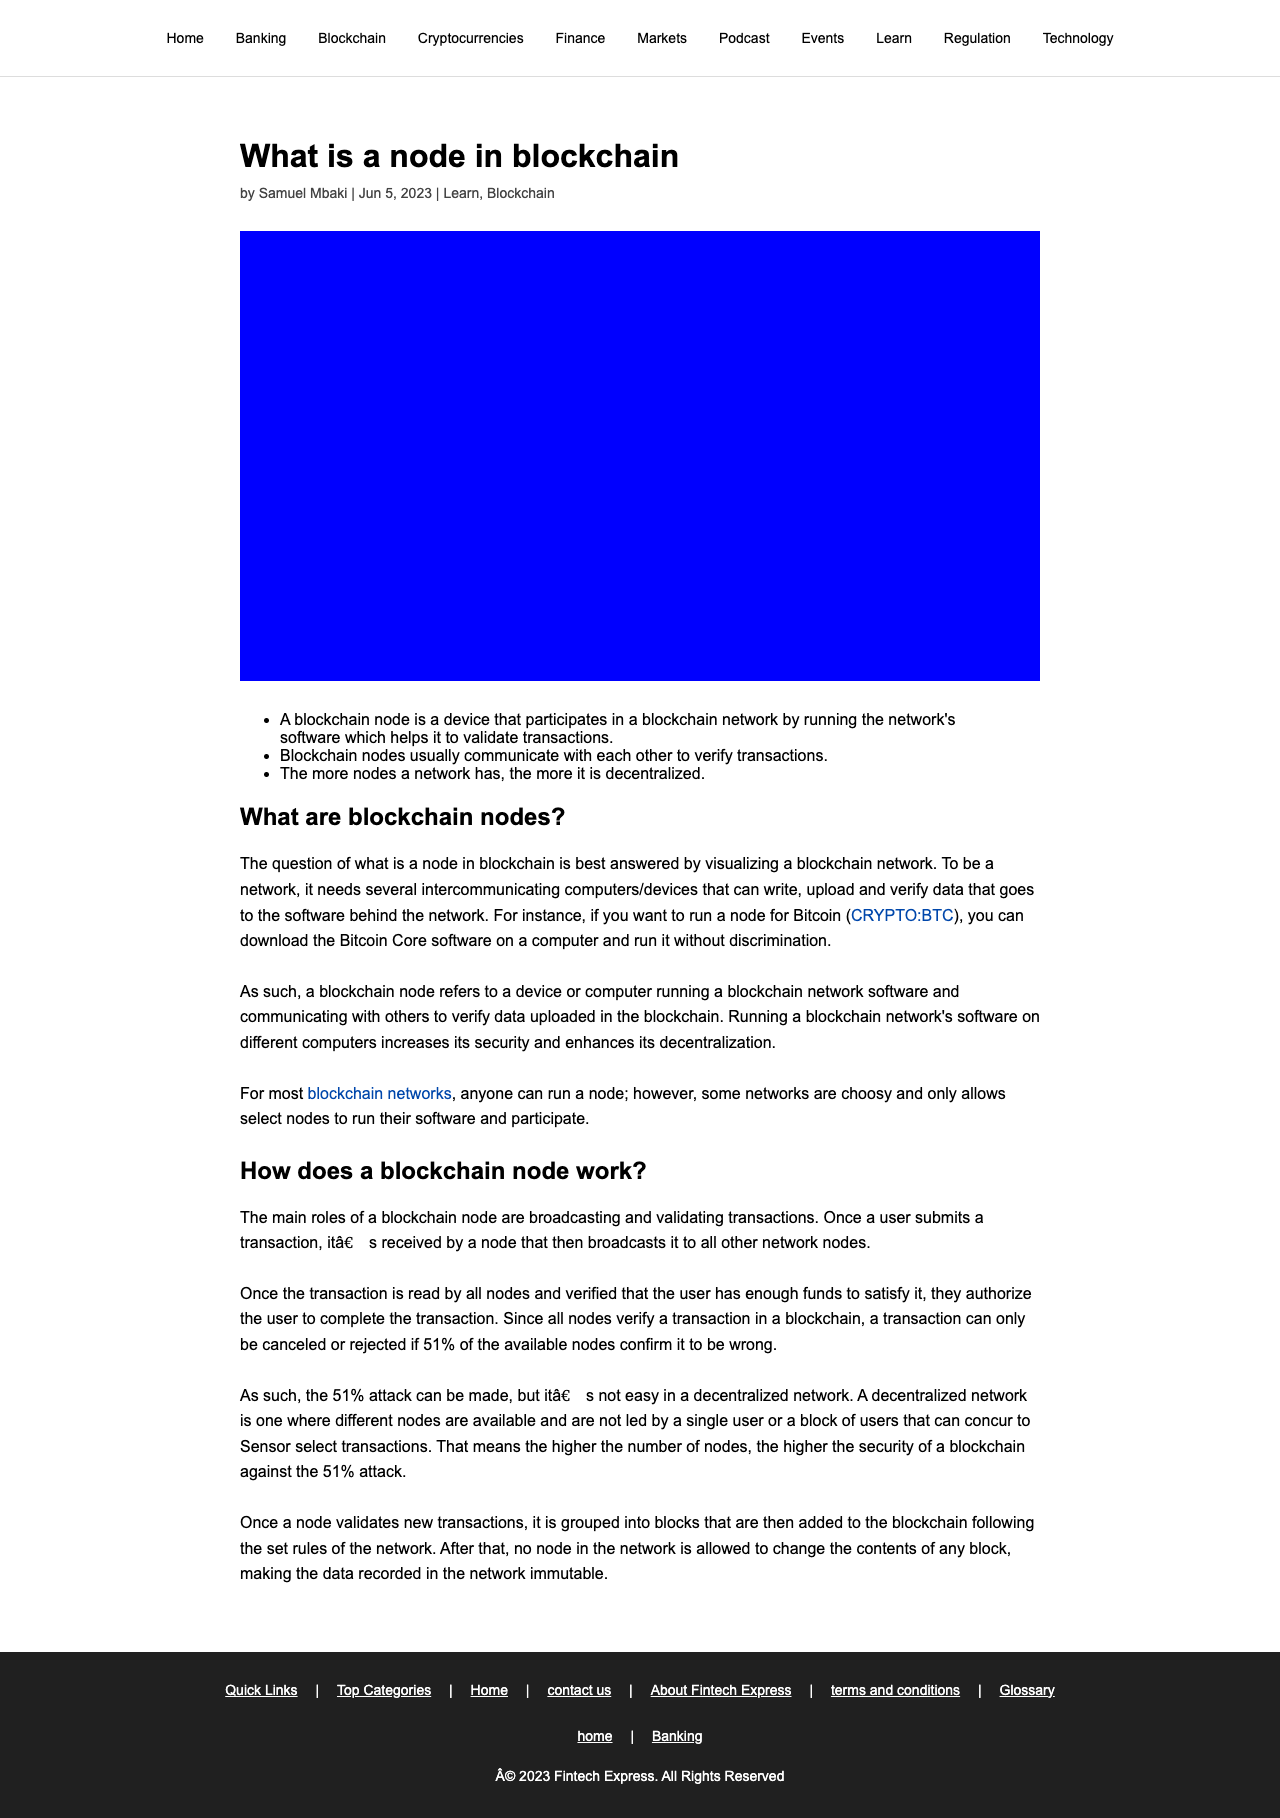 Home Banking Blockchain Cryptocurrencies Finance Markets Podcast Events Learn Regulation Technology
What is a node in blockchain
by Samuel Mbaki | Jun 5, 2023 | Learn, Blockchain
• A blockchain node is a device that participates in a blockchain network by running the network's
software which helps it to validate transactions.
• Blockchain nodes usually communicate with each other to verify transactions.
• The more nodes a network has, the more it is decentralized.
What are blockchain nodes?
The question of what is a node in blockchain is best answered by visualizing a blockchain network. To be a
network, it needs several intercommunicating computers/devices that can write, upload and verify data that goes
to the software behind the network. For instance, if you want to run a node for Bitcoin (CRYPTO:BTC), you can
download the Bitcoin Core software on a computer and run it without discrimination.
As such, a blockchain node refers to a device or computer running a blockchain network software and
communicating with others to verify data uploaded in the blockchain. Running a blockchain network's software on
different computers increases its security and enhances its decentralization.
For most blockchain networks, anyone can run a node; however, some networks are choosy and only allows
select nodes to run their software and participate.
How does a blockchain node work?
The main roles of a blockchain node are broadcasting and validating transactions. Once a user submits a
transaction, itâ€ s received by a node that then broadcasts it to all other network nodes.
Once the transaction is read by all nodes and verified that the user has enough funds to satisfy it, they authorize
the user to complete the transaction. Since all nodes verify a transaction in a blockchain, a transaction can only
be canceled or rejected if 51% of the available nodes confirm it to be wrong.
As such, the 51% attack can be made, but itâ€ s not easy in a decentralized network. A decentralized network
is one where different nodes are available and are not led by a single user or a block of users that can concur to
Sensor select transactions. That means the higher the number of nodes, the higher the security of a blockchain
against the 51% attack.
Once a node validates new transactions, it is grouped into blocks that are then added to the blockchain following
the set rules of the network. After that, no node in the network is allowed to change the contents of any block,
making the data recorded in the network immutable.
Quick Links | Top Categories | Home | contact us | About Fintech Express | terms and conditions | Glossary
home | Banking
Â© 2023 Fintech Express. All Rights Reserved